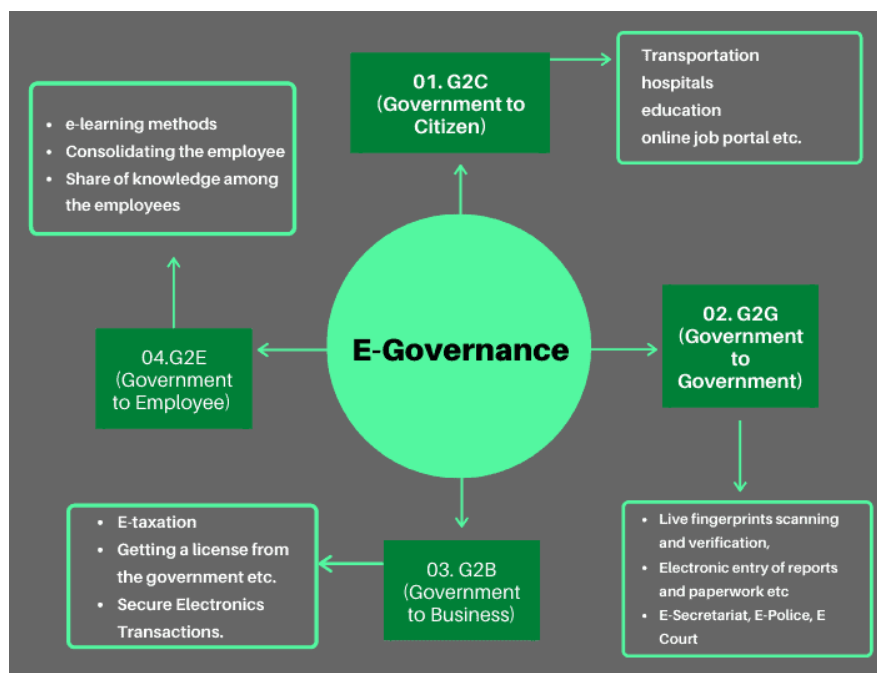 01. G2C
(Government to
Citizen)
Transportation
hospitals
education
online job portal etc.
• e-learning methods
• Consolidating the employee
• Share of knowledge among
the employees
E-Governance
02. G2G
(Government
to
Government)
04.G2E
(Government
to Employee)
• Live fingerprints scanning
and verification,
• Electronic entry of reports
and paperwork etc
• E-Secretariat, E-Police, E
Court
03. G2B
(Government
to Business)
• E-taxation
• Getting a license from
the government etc.
• Secure Electronics
Transactions.